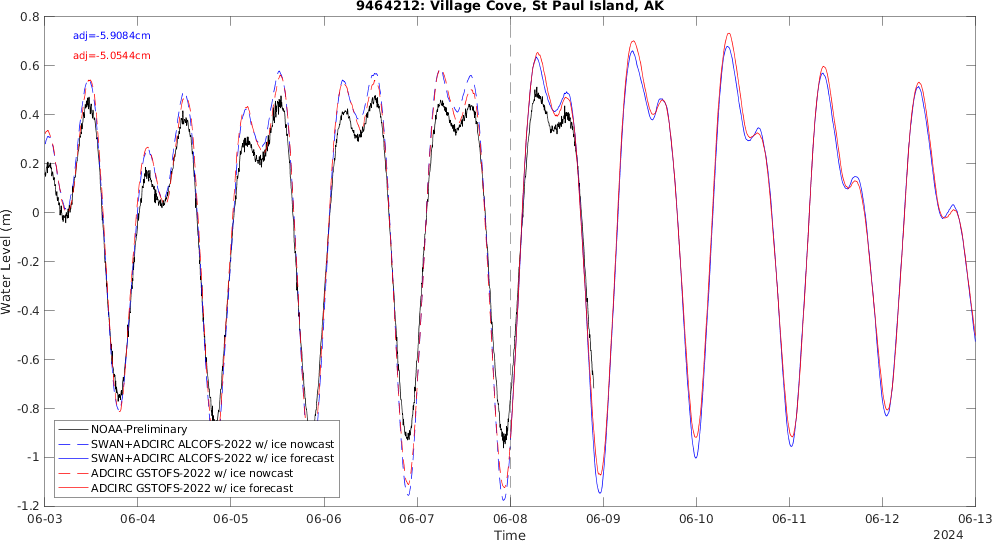 9464212: Village Cove, St Paul Island, AK
adj=-5.9084cm
adj=-5.0544cm
Water Level (m)
0.8
0.6
0.4
0.2
0
-0.2
-0.4
-0.6
-0.8
-1
-1.2
NOAA-Preliminary
SWAN+ADCIRC ALCOFS-2022 w/ ice nowcast
SWAN+ADCIRC ALCOFS-2022 w/ ice forecast
ADCIRC GSTOFS-2022 w/ ice nowcast
ADCIRC GSTOFS-2022 w/ ice forecast
06-03 06-04 06-05 06-06 06-07 06-08 06-09 06-10 06-11 06-12 06-13
Time
2024